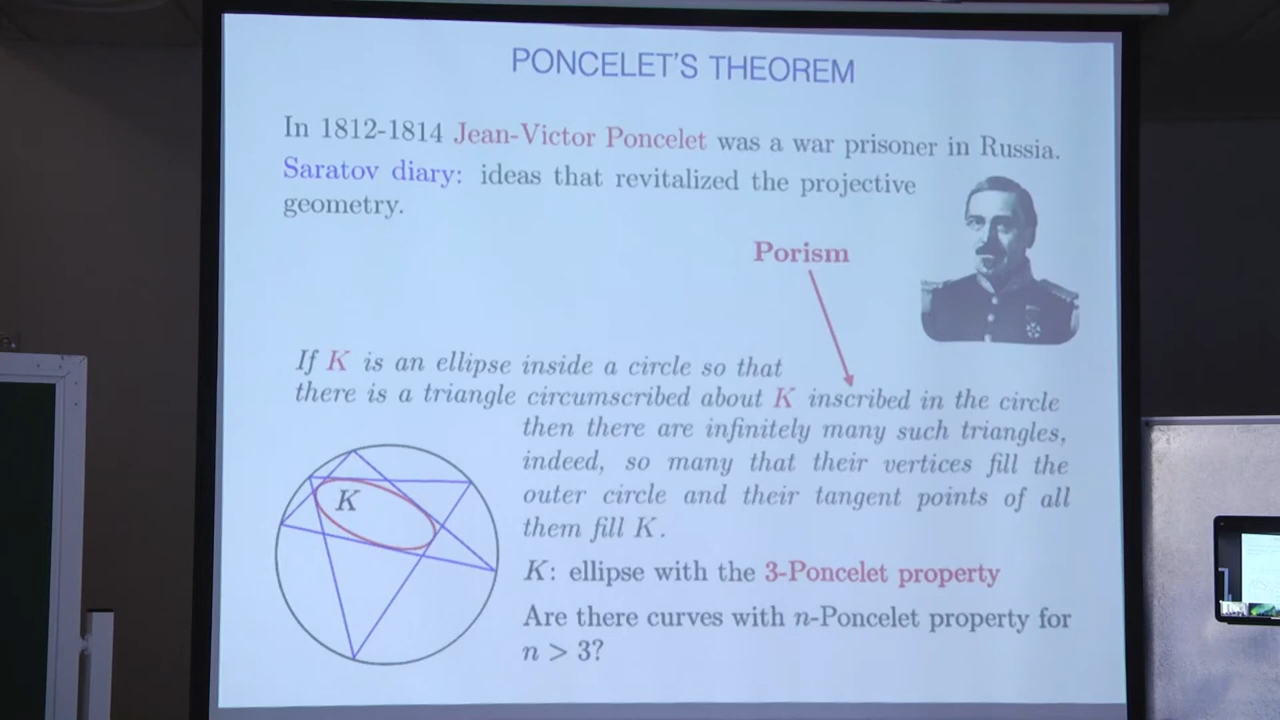 PONCELET'S THEOREM
In 1812-1814 Jean-Victor Poncelet was a war prisoner in Russia.
Saratov diary: ideas that revitalized the projective
geometry.
Porism
If K is an ellipse inside a circle so that
there is a triangle circumscribed about K inscribed in the circle
then there are infinitely many such triangles,
indeed, so many that their vertices fill the
outer circle and their tangent points of all
them fill K.
K
K: ellipse with the 3-Poncelet property
Are there curves with n-Poncelet property for
n > 3?